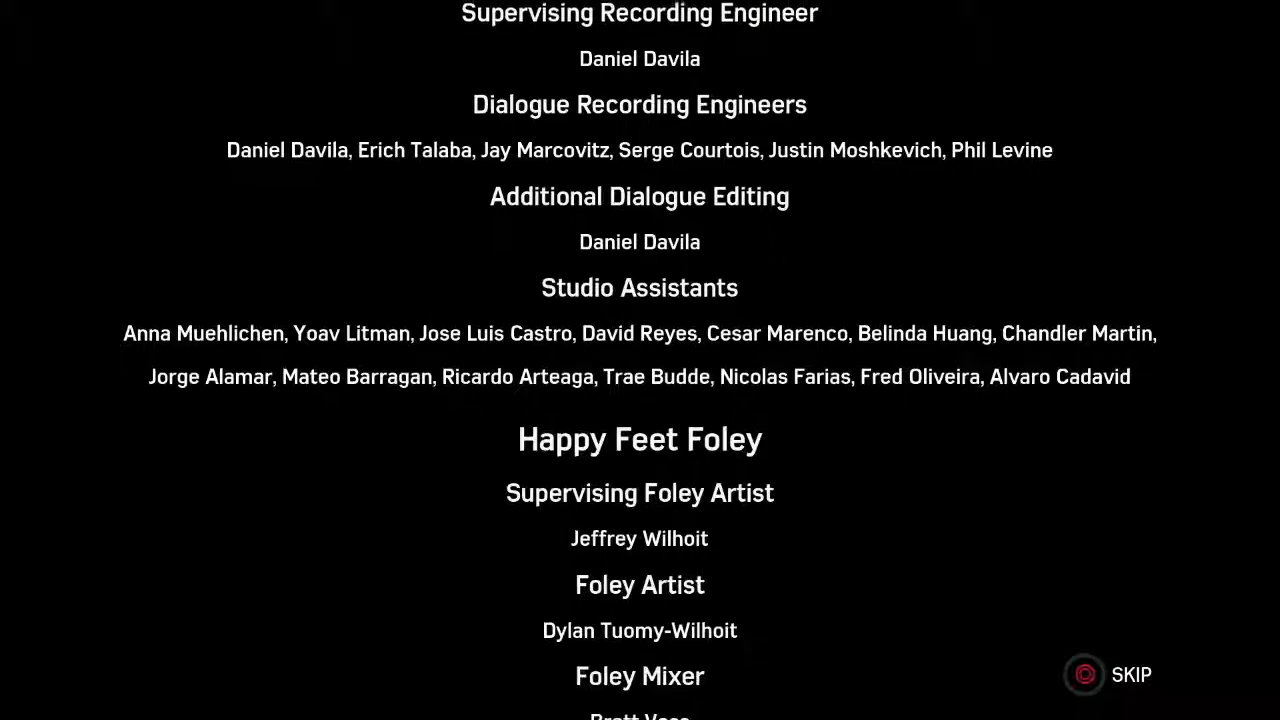 Supervising Recording Engineer
Daniel Davila
Dialogue Recording Engineers
Daniel Davila, Erich Talaba, Jay Marcovitz, Serge Courtois, Justin Moshkevich, Phil Levine
Additional Dialogue Editing
Daniel Davila
Studio Assistants
Anna Muehlichen, Yoav Litman, Jose Luis Castro, David Reyes, Cesar Marenco, Belinda Huang, Chandler Martin,
Jorge Alamar, Mateo Barragan, Ricardo Arteaga, Trae Budde, Nicolas Farias, Fred Oliveira, Alvaro Cadavid
Happy Feet Foley
Supervising Foley Artist
Jeffrey Wilhoit
Foley Artist
Dylan Tuomy-Wilhoit
Foley Mixer
SKIP